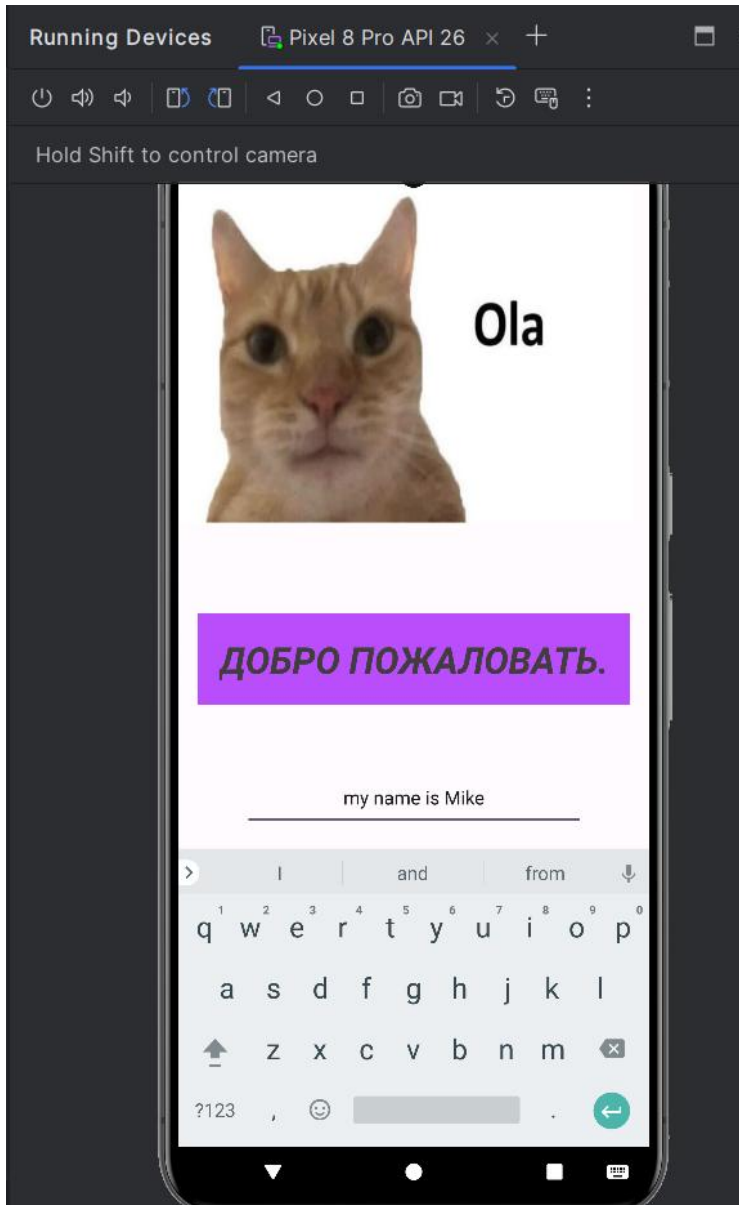 Running Devices
Pixel 8 Pro API 26
Hold Shift to control camera
Ola
ДОБРО ПОЖАЛОВАТЬ.
my name is Mike
I and from
1 2 3 4 5 6 7 8 9 0
q w e r t y u i o p
a s d f g h j k l
z x c v b n m
?123 , .